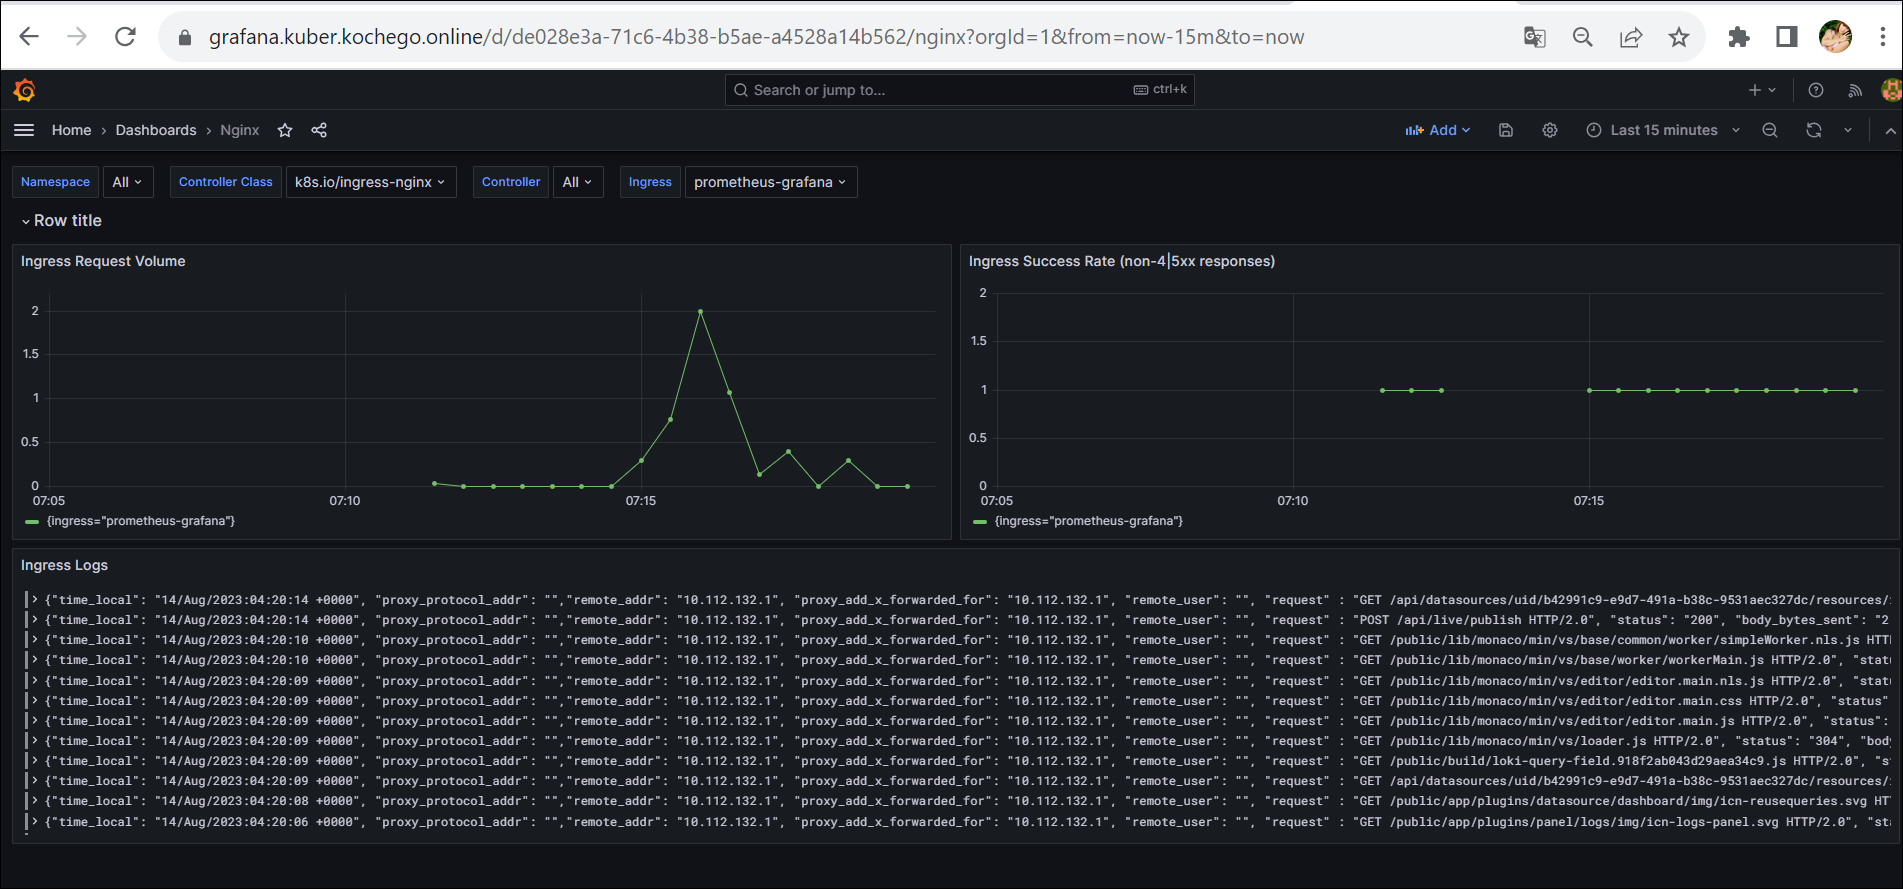 grafana.kuber.kochego.online/d/de028e3a-71c6-4b38-b5ae-a4528a14b562/nginx?orgId=1&from=now-15m&to=now
Search or jump to... ctrl+k
Home › Dashboards › Nginx Add Last 15 minutes
Namespace All Controller Class k8s.io/ingress-nginx Controller All Ingress prometheus-grafana
Row title
Ingress Request Volume
2
1.5
1
0.5
0
07:05 07:10 07:15
{ingress="prometheus-grafana"}
Ingress Success Rate (non-4|5xx responses)
2
1.5
1
0.5
0
07:05 07:10 07:15
{ingress="prometheus-grafana"}
Ingress Logs
{"time_local": "14/Aug/2023:04:20:14 +0000", "proxy_protocol_addr": "","remote_addr": "10.112.132.1", "proxy_add_x_forwarded_for": "10.112.132.1", "remote_user": "", "request" : "GET /api/datasources/uid/b42991c9-e9d7-491a-b38c-9531aec327dc/resources/
{"time_local": "14/Aug/2023:04:20:14 +0000", "proxy_protocol_addr": "","remote_addr": "10.112.132.1", "proxy_add_x_forwarded_for": "10.112.132.1", "remote_user": "", "request" : "POST /api/live/publish HTTP/2.0", "status": "200", "body_bytes_sent": "2
{"time_local": "14/Aug/2023:04:20:10 +0000", "proxy_protocol_addr": "","remote_addr": "10.112.132.1", "proxy_add_x_forwarded_for": "10.112.132.1", "remote_user": "", "request" : "GET /public/lib/monaco/min/vs/base/common/worker/simpleWorker.nls.js HTT
{"time_local": "14/Aug/2023:04:20:10 +0000", "proxy_protocol_addr": "","remote_addr": "10.112.132.1", "proxy_add_x_forwarded_for": "10.112.132.1", "remote_user": "", "request" : "GET /public/lib/monaco/min/vs/base/worker/workerMain.js HTTP/2.0", "stat
{"time_local": "14/Aug/2023:04:20:09 +0000", "proxy_protocol_addr": "","remote_addr": "10.112.132.1", "proxy_add_x_forwarded_for": "10.112.132.1", "remote_user": "", "request" : "GET /public/lib/monaco/min/vs/editor/editor.main.nls.js HTTP/2.0", "stat
{"time_local": "14/Aug/2023:04:20:09 +0000", "proxy_protocol_addr": "","remote_addr": "10.112.132.1", "proxy_add_x_forwarded_for": "10.112.132.1", "remote_user": "", "request" : "GET /public/lib/monaco/min/vs/editor/editor.main.css HTTP/2.0", "status"
{"time_local": "14/Aug/2023:04:20:09 +0000", "proxy_protocol_addr": "","remote_addr": "10.112.132.1", "proxy_add_x_forwarded_for": "10.112.132.1", "remote_user": "", "request" : "GET /public/lib/monaco/min/vs/editor/editor.main.js HTTP/2.0", "status":
{"time_local": "14/Aug/2023:04:20:09 +0000", "proxy_protocol_addr": "","remote_addr": "10.112.132.1", "proxy_add_x_forwarded_for": "10.112.132.1", "remote_user": "", "request" : "GET /public/lib/monaco/min/vs/loader.js HTTP/2.0", "status": "304", "body
{"time_local": "14/Aug/2023:04:20:09 +0000", "proxy_protocol_addr": "","remote_addr": "10.112.132.1", "proxy_add_x_forwarded_for": "10.112.132.1", "remote_user": "", "request" : "GET /public/build/loki-query-field.918f2ab043d29aea34c9.js HTTP/2.0", "s
{"time_local": "14/Aug/2023:04:20:09 +0000", "proxy_protocol_addr": "","remote_addr": "10.112.132.1", "proxy_add_x_forwarded_for": "10.112.132.1", "remote_user": "", "request" : "GET /api/datasources/uid/b42991c9-e9d7-491a-b38c-9531aec327dc/resources/
{"time_local": "14/Aug/2023:04:20:08 +0000", "proxy_protocol_addr": "","remote_addr": "10.112.132.1", "proxy_add_x_forwarded_for": "10.112.132.1", "remote_user": "", "request" : "GET /public/app/plugins/datasource/dashboard/img/icn-reusequeries.svg HT
{"time_local": "14/Aug/2023:04:20:06 +0000", "proxy_protocol_addr": "","remote_addr": "10.112.132.1", "proxy_add_x_forwarded_for": "10.112.132.1", "remote_user": "", "request" : "GET /public/app/plugins/panel/logs/img/icn-logs-panel.svg HTTP/2.0", "st